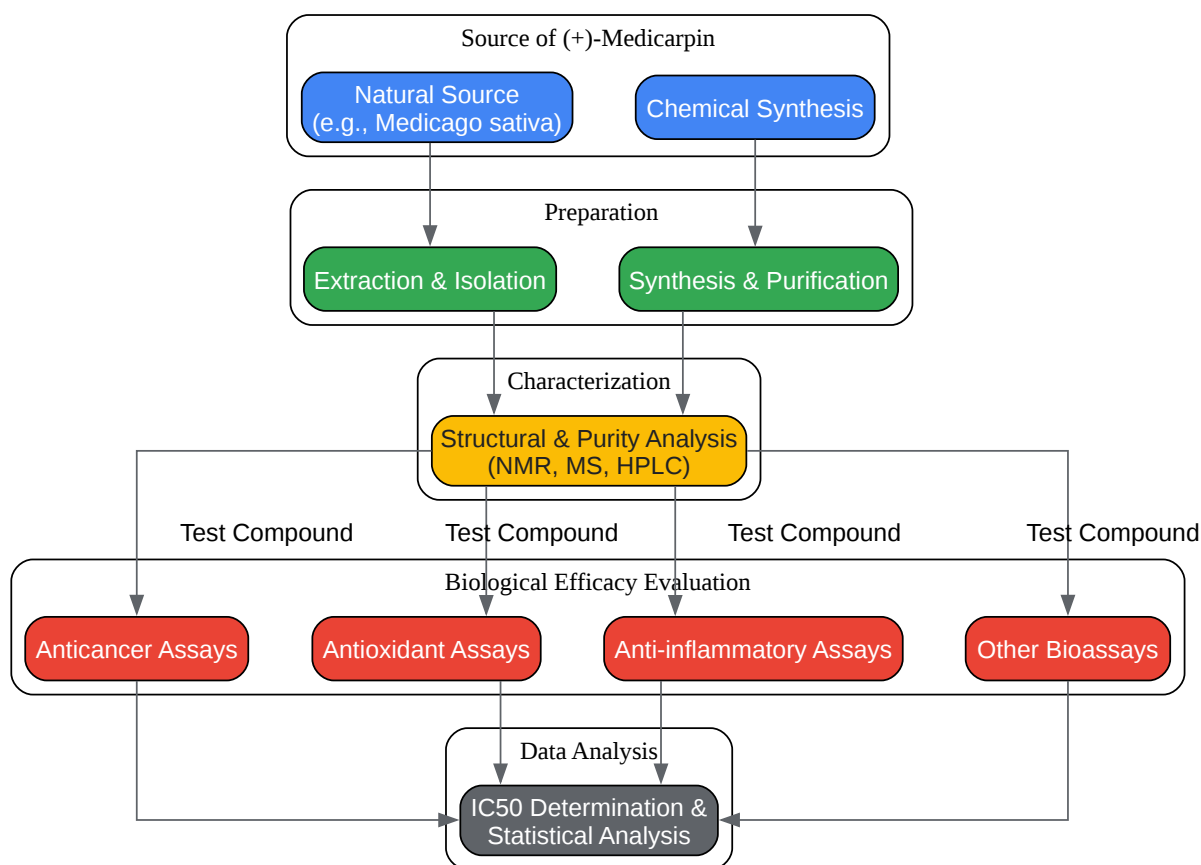 Source of (+)-Medicarpin
Natural Source
(e.g., Medicago sativa)
Chemical Synthesis
Preparation
Extraction & Isolation
Synthesis & Purification
Characterization
Structural & Purity Analysis
(NMR, MS, HPLC)
Test Compound
Test Compound
Test Compound
Test Compound
Biological Efficacy Evaluation
Anticancer Assays
Antioxidant Assays
Anti-inflammatory Assays
Other Bioassays
Data Analysis
IC50 Determination &
Statistical Analysis